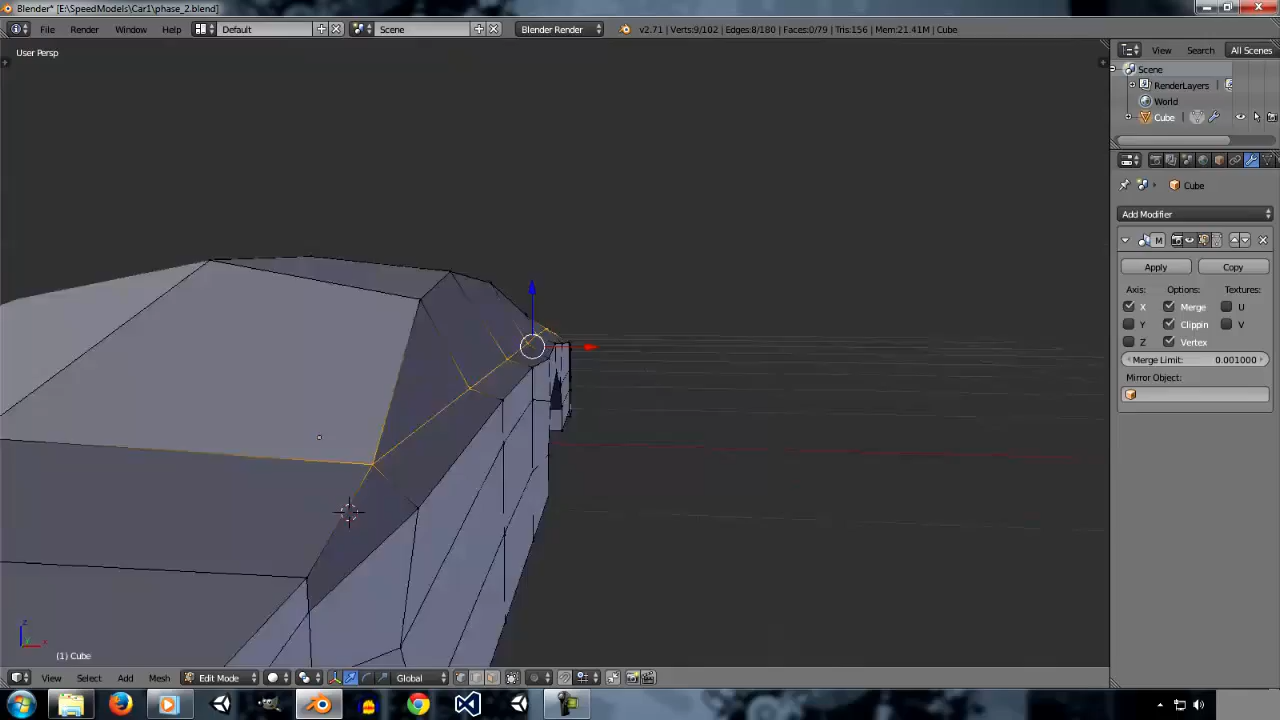 Blender* [E:\SpeedModels\Car1\phase_2.blend]
File Render Window Help Default Scene Blender Render v2.71 | Verts:9/102 | Edges:8/180 | Faces:0/79 | Tris:156 | Mem:21.41M | Cube
User Persp
View Search All Scenes
Scene
RenderLayers
World
Cube
Cube
Add Modifier
M
Apply Copy
Axis: Options: Textures:
X Merge U
Y Clippin V
Z Vertex
Merge Limit: 0.001000
Mirror Object:
z
x
(1) Cube
View Select Add Mesh Edit Mode Global